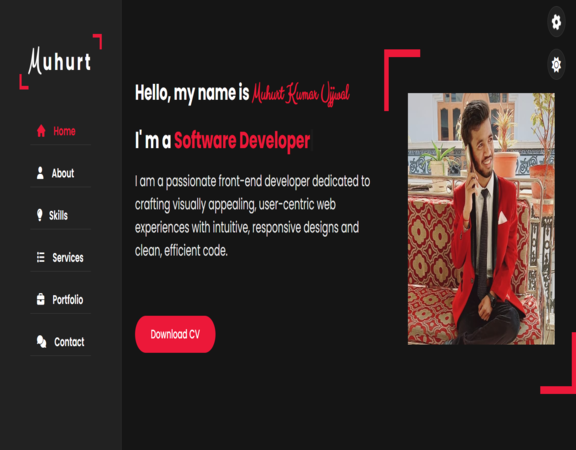 Muhurt
Home
About
Skills
Services
Portfolio
Contact
Hello, my name is Muhurt Kumar Ujjwal
I' m a Software Developer
I am a passionate front-end developer dedicated to
crafting visually appealing, user-centric web
experiences with intuitive, responsive designs and
clean, efficient code.
Download CV